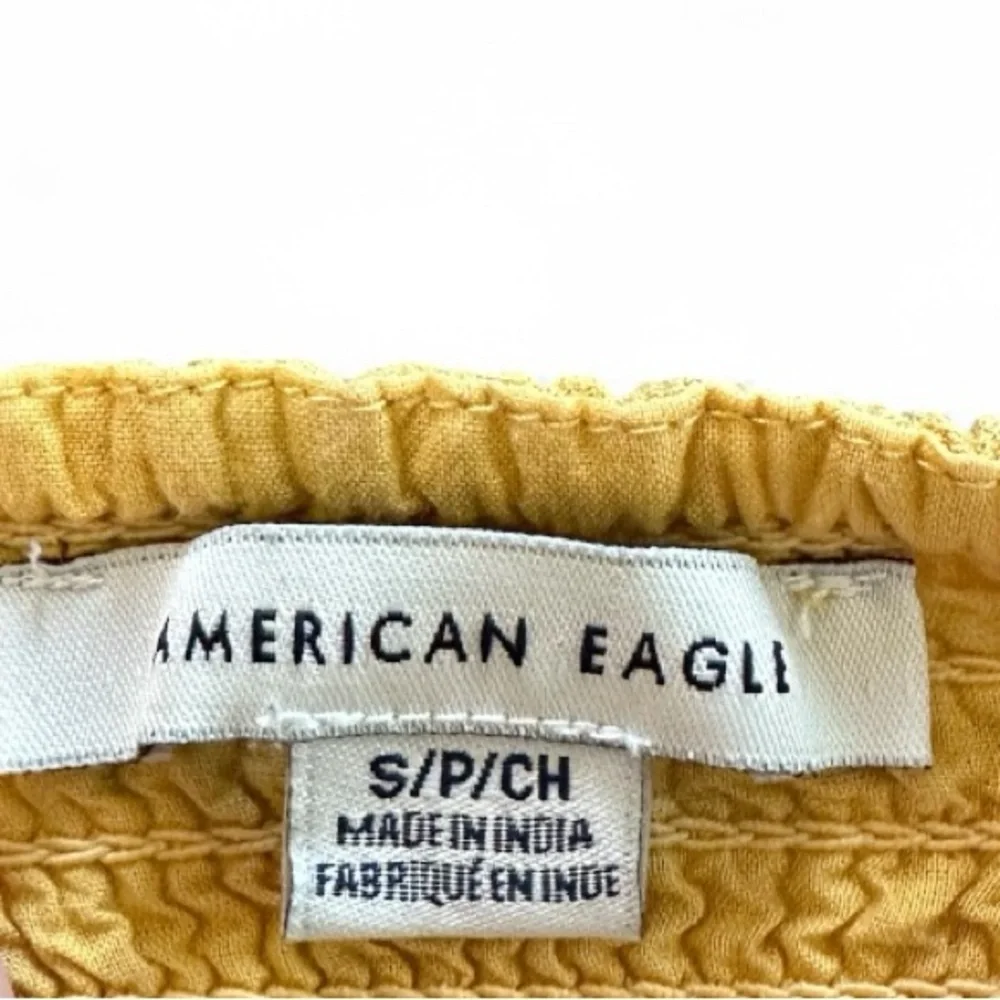 AMERICAN EAGLE
S/P/CH
MADE IN INDIA
FABRIQUÉ EN INDE